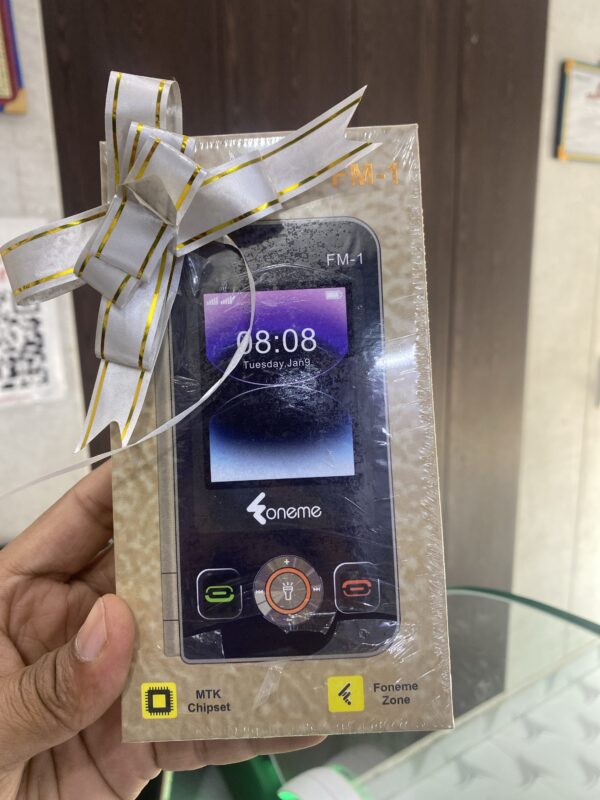 FM-1
FM-1
08:08
Tuesday,Jan9
foneme
MTK
Chipset
Foneme
Zone